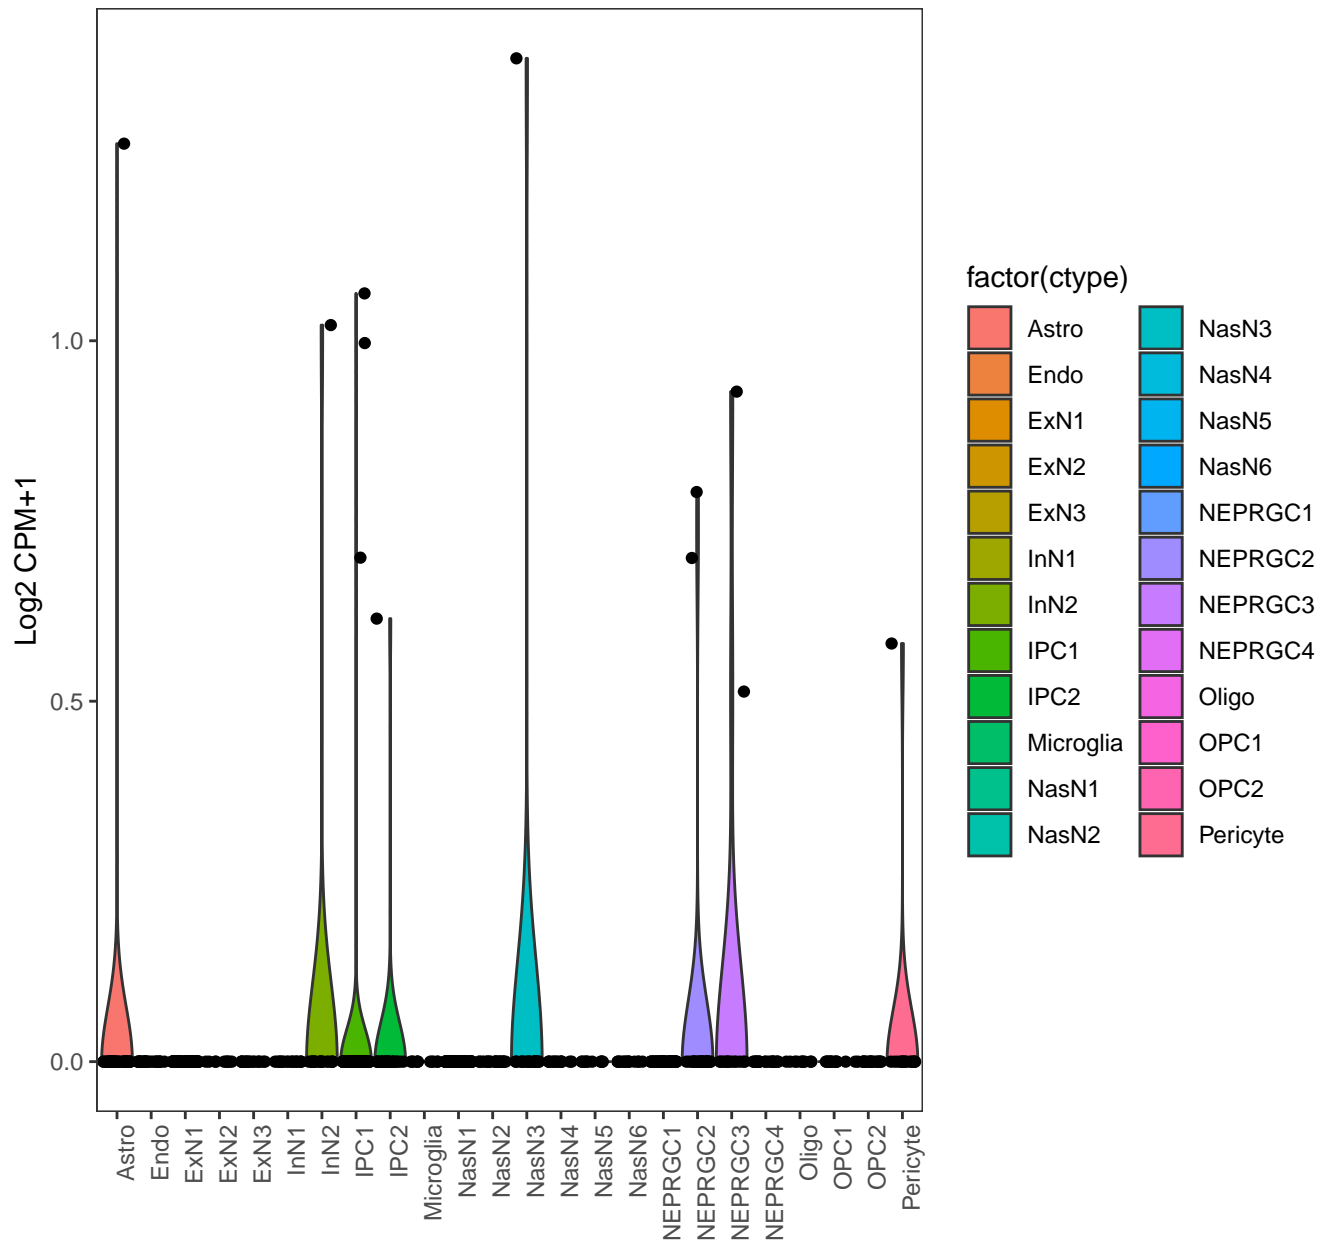 Log2 CPM+1
1.0
0.5
0.0
Astro
Endo
ExN1
ExN2
ExN3
InN1
InN2
IPC1
IPC2
Microglia
NasN1
NasN2
NasN3
NasN4
NasN5
NasN6
NEPRGC1
NEPRGC2
NEPRGC3
NEPRGC4
Oligo
OPC1
OPC2
Pericyte
factor(ctype)
Astro
Endo
ExN1
ExN2
ExN3
InN1
InN2
IPC1
IPC2
Microglia
NasN1
NasN2
NasN3
NasN4
NasN5
NasN6
NEPRGC1
NEPRGC2
NEPRGC3
NEPRGC4
Oligo
OPC1
OPC2
Pericyte